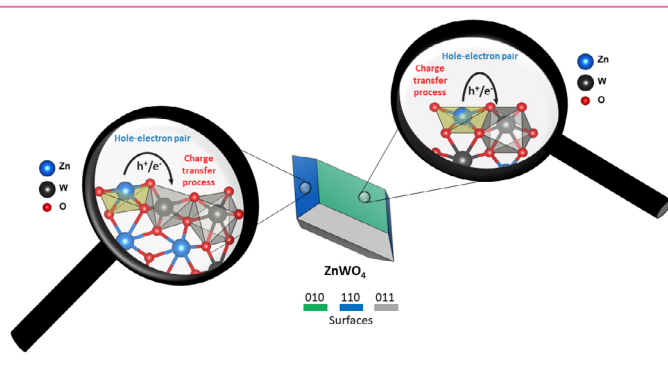 Hole-electron pair
Charge
transfer
process
h⁺/e⁻
Zn
W
O
Hole-electron pair
h⁺/e⁻
Charge
transfer
process
Zn
W
O
ZnWO₄
010 110 011
Surfaces